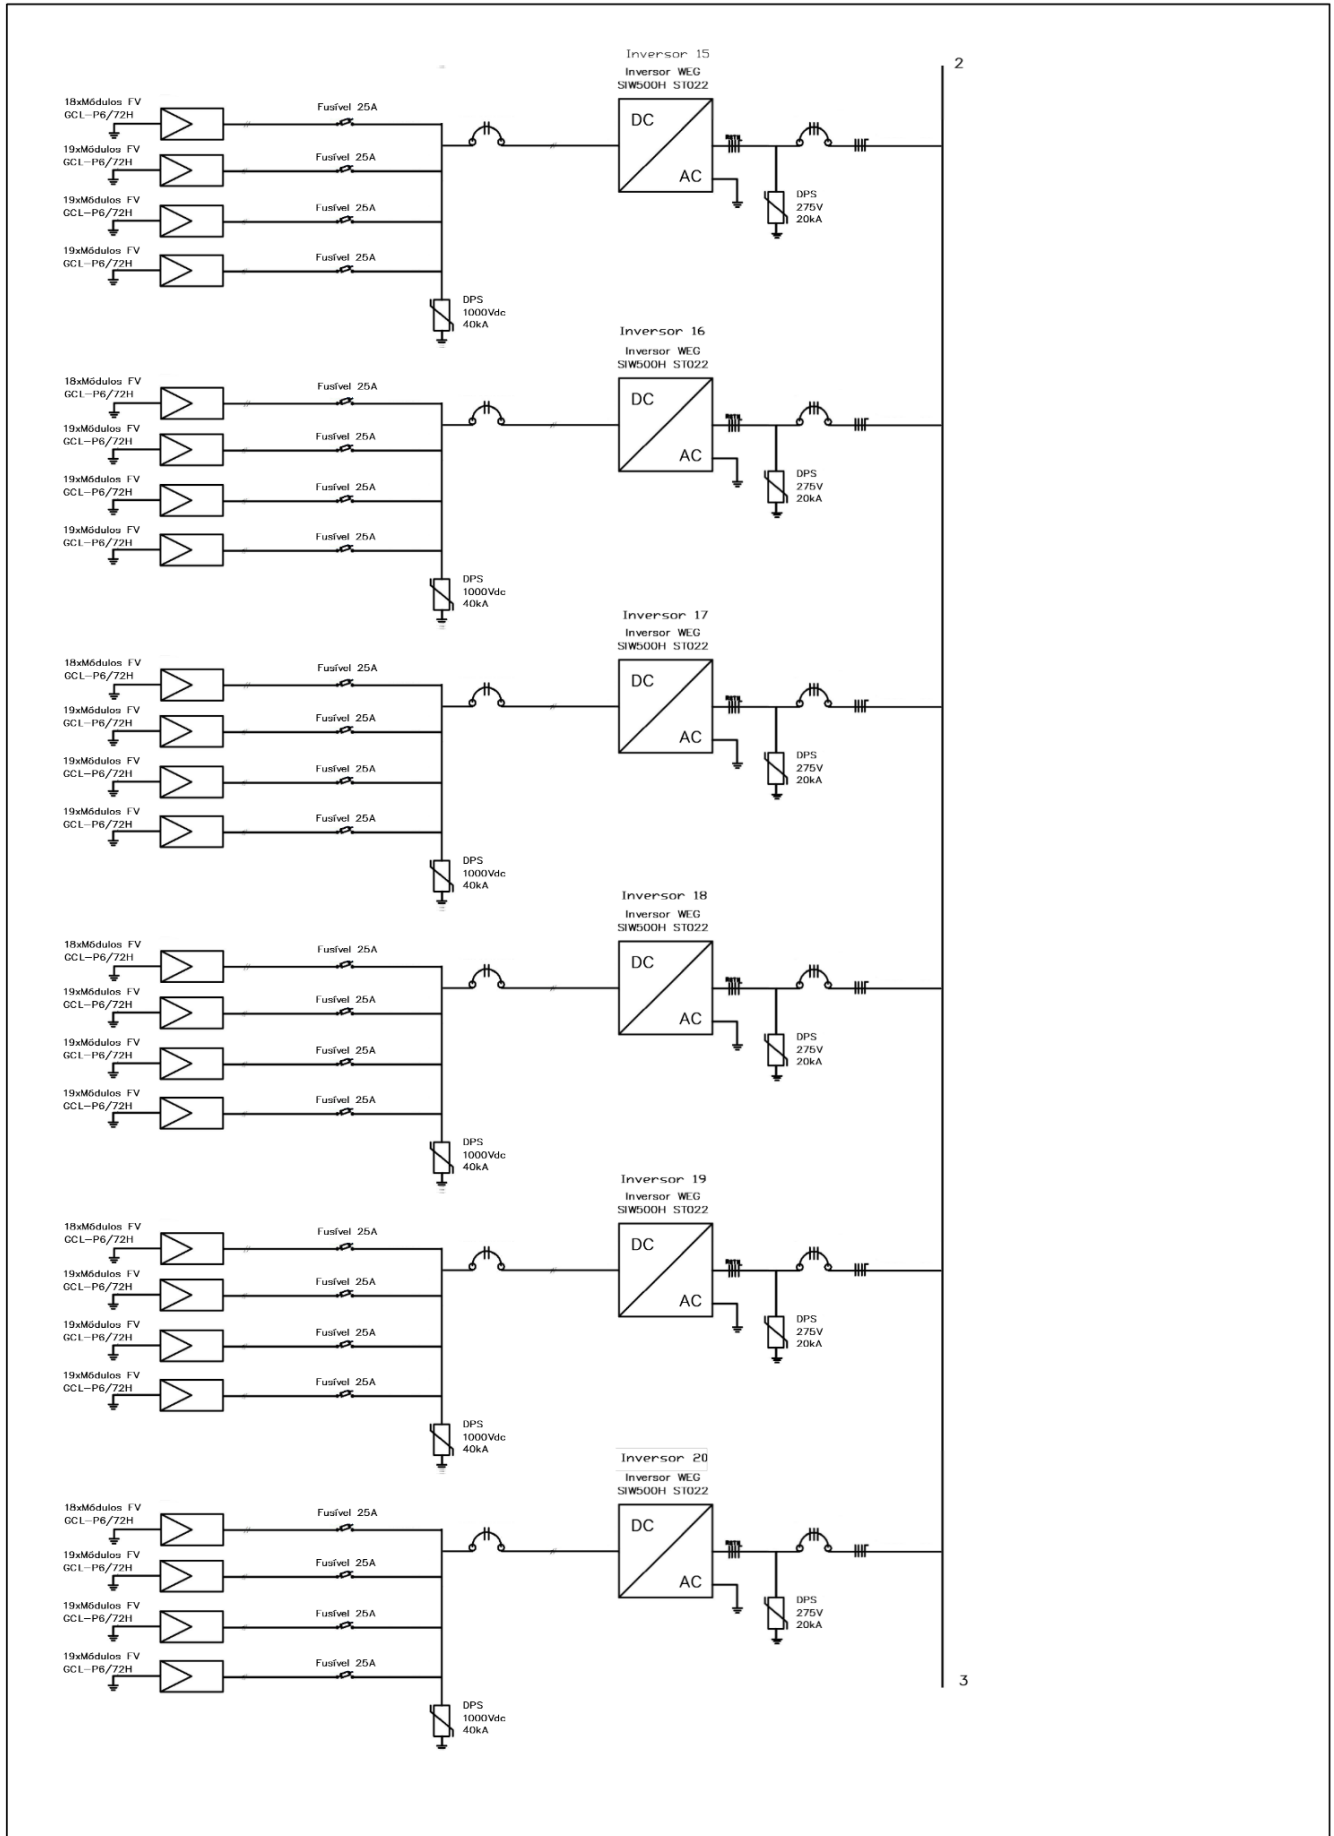 Inversor 15
2
Inversor WEG
SIW500H ST022
18xMódulos FV
GCL-P6/72H
Fusível 25A
DC
AC
19xMódulos FV
GCL-P6/72H
Fusível 25A
19xMódulos FV
GCL-P6/72H
Fusível 25A
DPS
275V
20kA
19xMódulos FV
GCL-P6/72H
Fusível 25A
DPS
1000Vdc
40kA
Inversor 16
Inversor WEG
SIW500H ST022
18xMódulos FV
GCL-P6/72H
Fusível 25A
DC
AC
19xMódulos FV
GCL-P6/72H
Fusível 25A
19xMódulos FV
GCL-P6/72H
Fusível 25A
DPS
275V
20kA
19xMódulos FV
GCL-P6/72H
Fusível 25A
DPS
1000Vdc
40kA
Inversor 17
Inversor WEG
SIW500H ST022
18xMódulos FV
GCL-P6/72H
Fusível 25A
DC
AC
19xMódulos FV
GCL-P6/72H
Fusível 25A
19xMódulos FV
GCL-P6/72H
Fusível 25A
DPS
275V
20kA
19xMódulos FV
GCL-P6/72H
Fusível 25A
DPS
1000Vdc
40kA
Inversor 18
Inversor WEG
SIW500H ST022
18xMódulos FV
GCL-P6/72H
Fusível 25A
DC
AC
19xMódulos FV
GCL-P6/72H
Fusível 25A
19xMódulos FV
GCL-P6/72H
Fusível 25A
DPS
275V
20kA
19xMódulos FV
GCL-P6/72H
Fusível 25A
DPS
1000Vdc
40kA
Inversor 19
Inversor WEG
SIW500H ST022
18xMódulos FV
GCL-P6/72H
Fusível 25A
DC
AC
19xMódulos FV
GCL-P6/72H
Fusível 25A
19xMódulos FV
GCL-P6/72H
Fusível 25A
DPS
275V
20kA
19xMódulos FV
GCL-P6/72H
Fusível 25A
DPS
1000Vdc
40kA
Inversor 20
Inversor WEG
SIW500H ST022
18xMódulos FV
GCL-P6/72H
Fusível 25A
DC
AC
19xMódulos FV
GCL-P6/72H
Fusível 25A
19xMódulos FV
GCL-P6/72H
Fusível 25A
DPS
275V
20kA
19xMódulos FV
GCL-P6/72H
Fusível 25A
3
DPS
1000Vdc
40kA